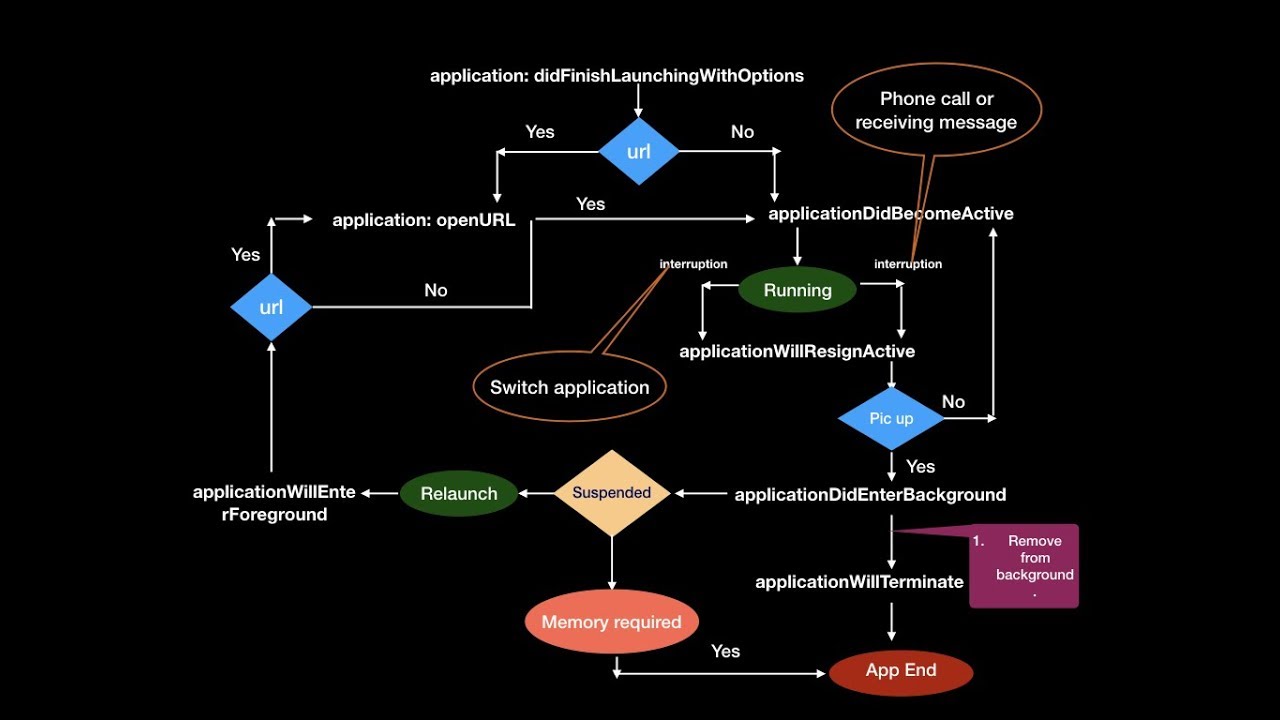 application: didFinishLaunchingWithOptions
Phone call or
receiving message
Yes
url
No
application: openURL
Yes
applicationDidBecomeActive
Yes
interruption
interruption
url
No
Running
applicationWillResignActive
Switch application
Pic up
No
Yes
applicationWillEnte
rForeground
Relaunch
Suspended
applicationDidEnterBackground
1. Remove
from
background
.
applicationWillTerminate
Memory required
Yes
App End